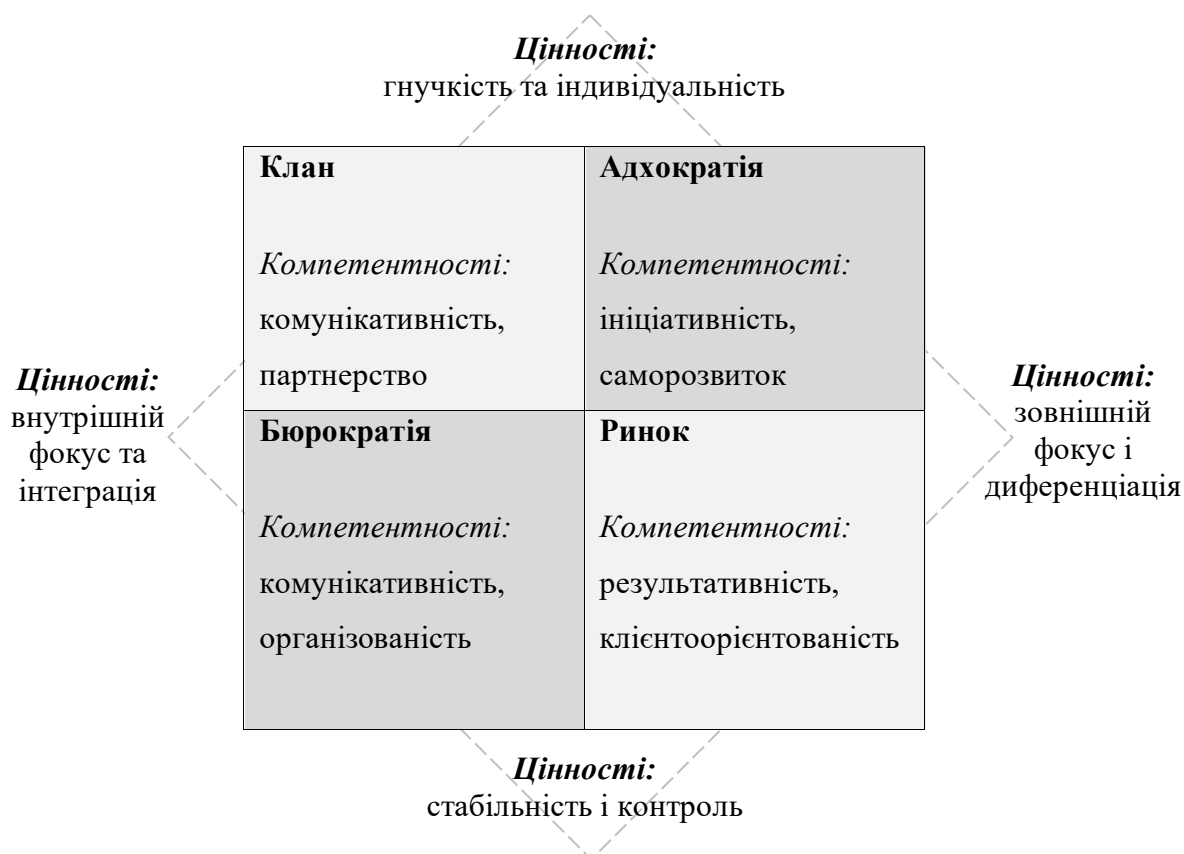 Цінності:
гнучкість та індивідуальність
Клан
Компетентності:
комунікативність,
партнерство
Адхократія
Компетентності:
ініціативність,
саморозвиток
Цінності:
внутрішній
фокус та
інтеграція
Цінності:
зовнішній
фокус і
диференціація
Бюрократія
Компетентності:
комунікативність,
організованість
Ринок
Компетентності:
результативність,
клієнтоорієнтованість
Цінності:
стабільність і контроль